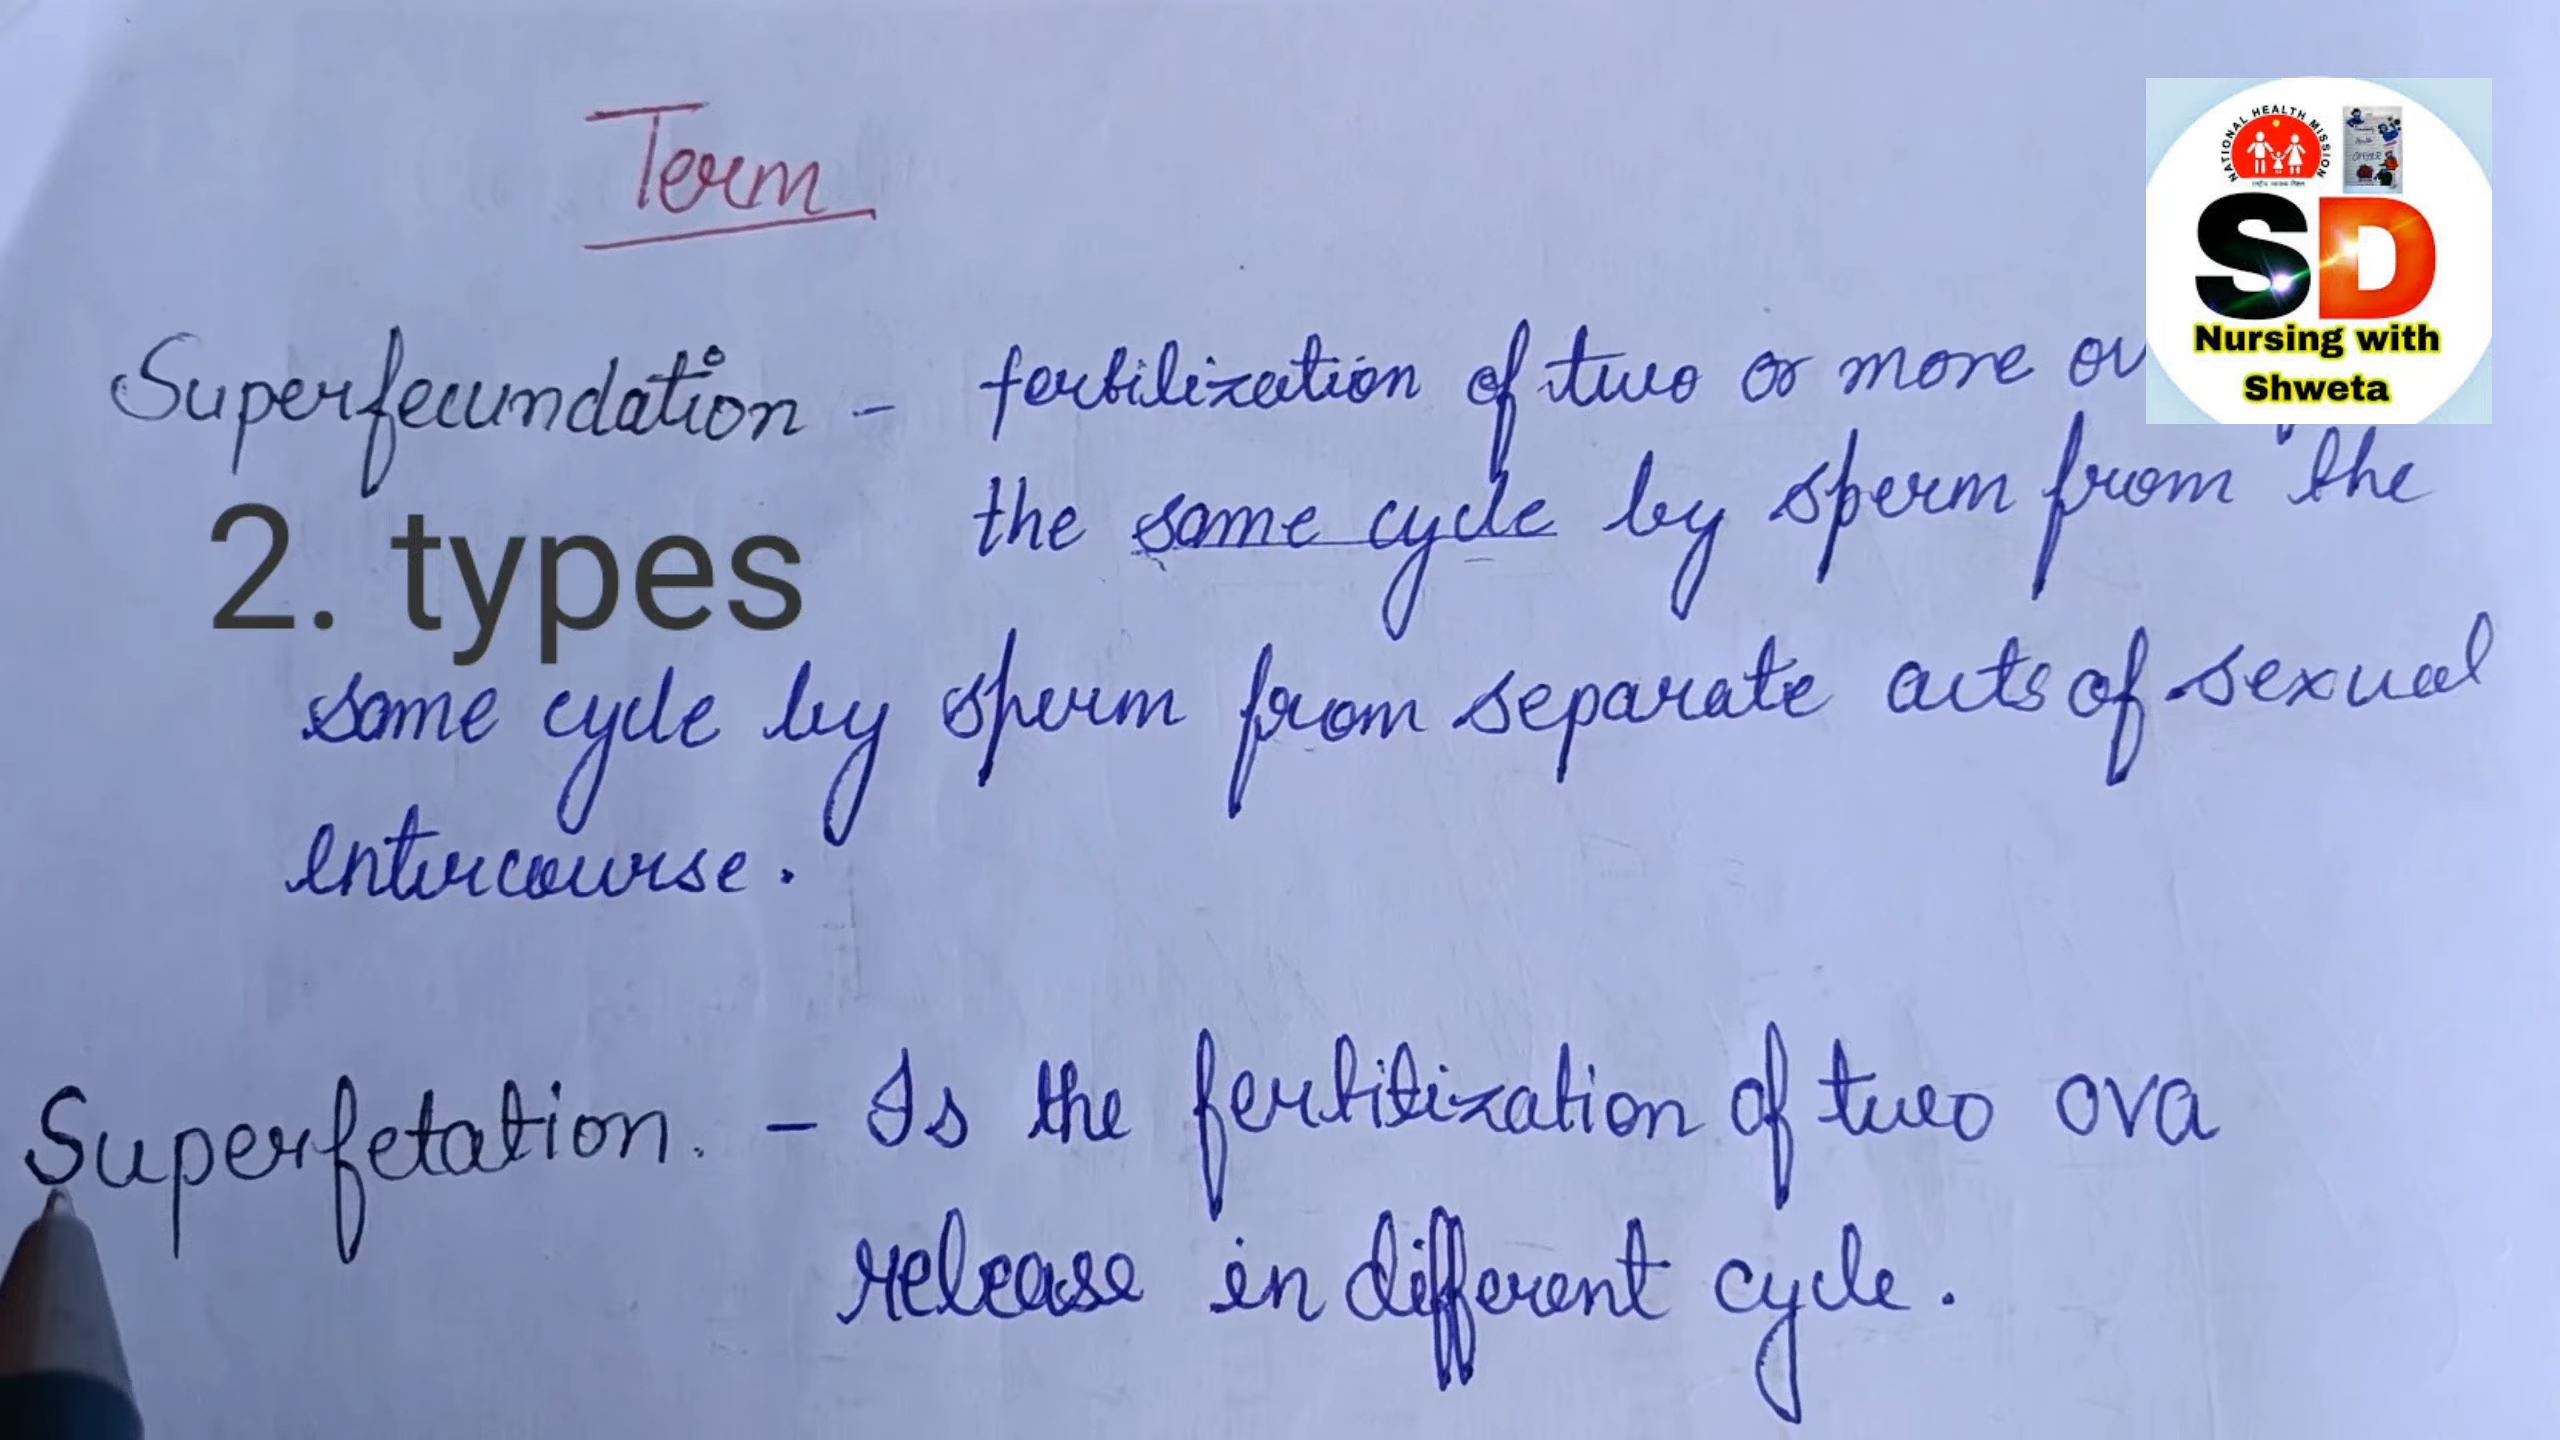 Term
Superfecundation - fertilization of two or more ov
the same cycle by sperm from the
2. types
same cycle by sperm from separate acts of sexual
intercourse.
Superfetation. - Is the fertilization of two ova
release in different cycle.
NATIONAL HEALTH MISSION
SD
Nursing with
Shweta